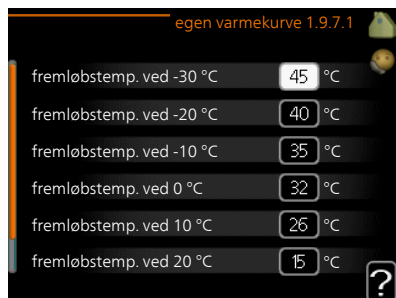 egen varmekurve 1.9.7.1
fremløbstemp. ved -30 °C 45 °C
fremløbstemp. ved -20 °C 40 °C
fremløbstemp. ved -10 °C 35 °C
fremløbstemp. ved 0 °C 32 °C
fremløbstemp. ved 10 °C 26 °C
fremløbstemp. ved 20 °C 15 °C
?